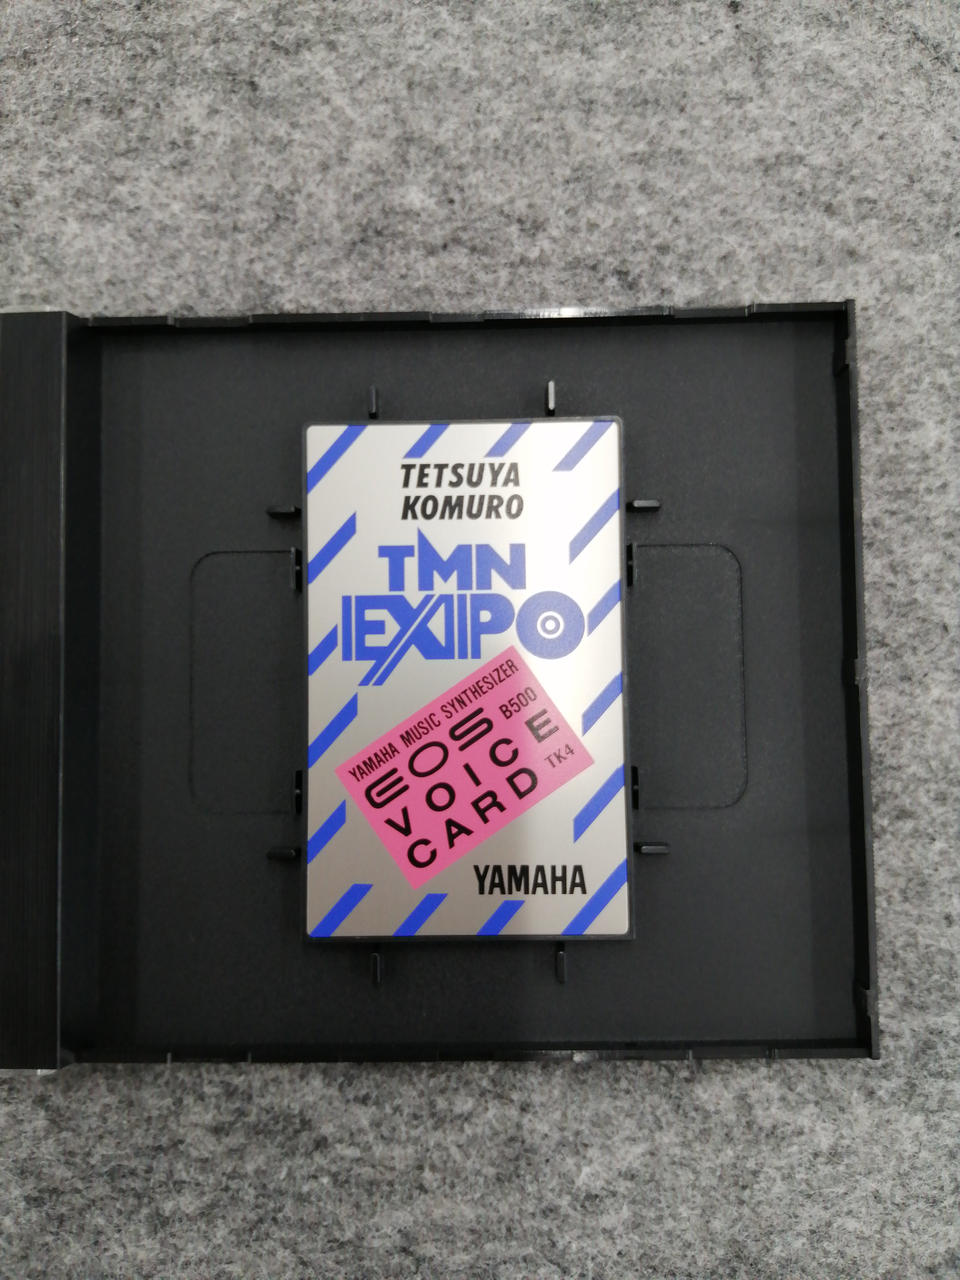 TETSUYA
KOMURO
TMN
EXPO
YAMAHA MUSIC SYNTHESIZER
EOS B500
VOICE
CARD TK4
YAMAHA